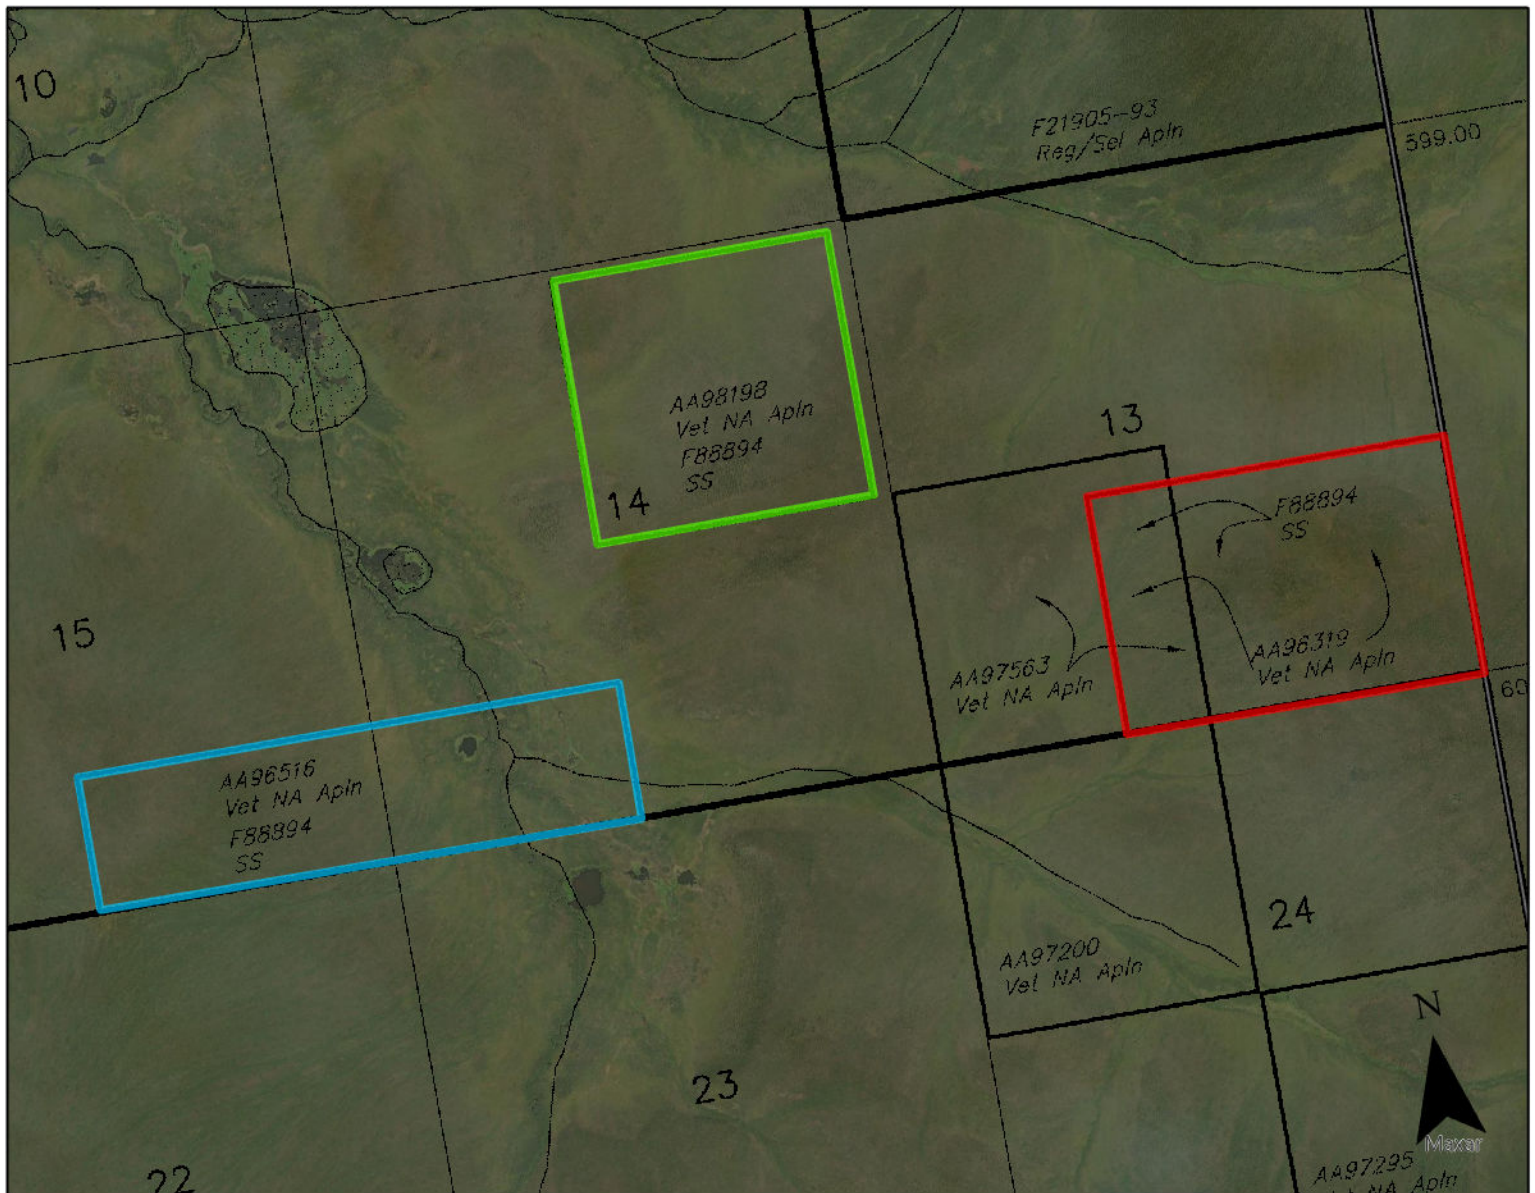 10
F21905-93
Reg/Sel Apln
599.00
AA98198
Vet NA Apln
F88894
SS
14
13
F88894
SS
15
AA97563
Vet NA Apln
AA96319
Vet NA Apln
60
AA96516
Vet NA Apln
F88894
SS
24
AA97200
Vet NA Apln
N
23
Maxar
22
AA97295
NA Apln